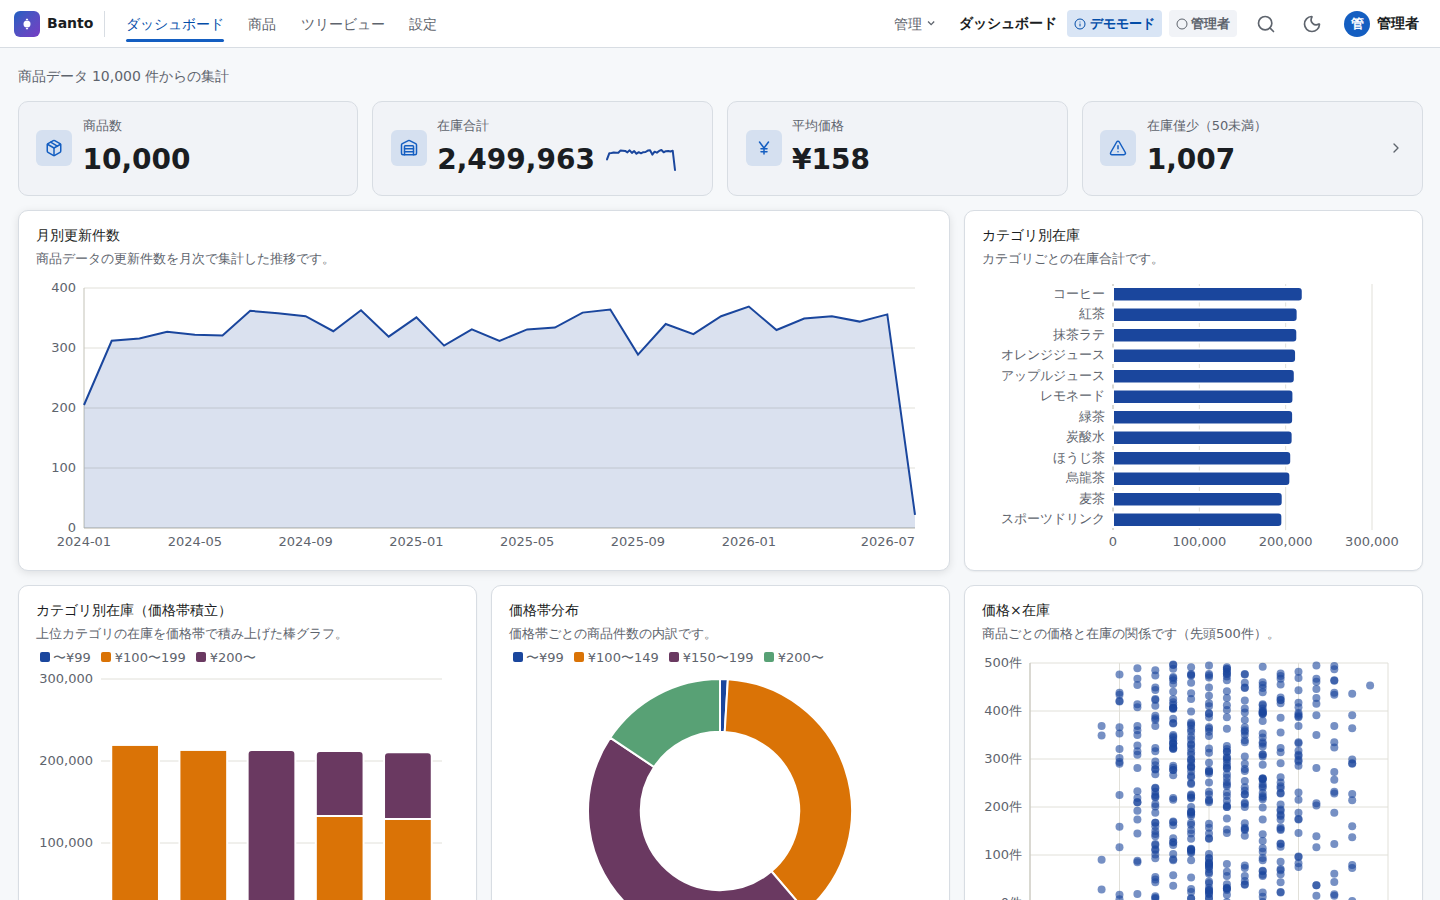 Banto
ダッシュボード 商品 ツリービュー 設定
管理 ダッシュボード デモモード 管理者 管 管理者
商品データ 10,000 件からの集計
商品数
10,000
在庫合計
2,499,963
平均価格
¥158
在庫僅少（50未満）
1,007
月別更新件数
商品データの更新件数を月次で集計した推移です。
400
300
200
100
0
2024-01 2024-05 2024-09 2025-01 2025-05 2025-09 2026-01 2026-07
カテゴリ別在庫
カテゴリごとの在庫合計です。
コーヒー
紅茶
抹茶ラテ
オレンジジュース
アップルジュース
レモネード
緑茶
炭酸水
ほうじ茶
烏龍茶
麦茶
スポーツドリンク
0 100,000 200,000 300,000
カテゴリ別在庫（価格帯積立）
上位カテゴリの在庫を価格帯で積み上げた棒グラフ。
〜¥99 ¥100〜199 ¥200〜
300,000
200,000
100,000
価格帯分布
価格帯ごとの商品件数の内訳です。
〜¥99 ¥100〜149 ¥150〜199 ¥200〜
価格×在庫
商品ごとの価格と在庫の関係です（先頭500件）。
500件
400件
300件
200件
100件
0件